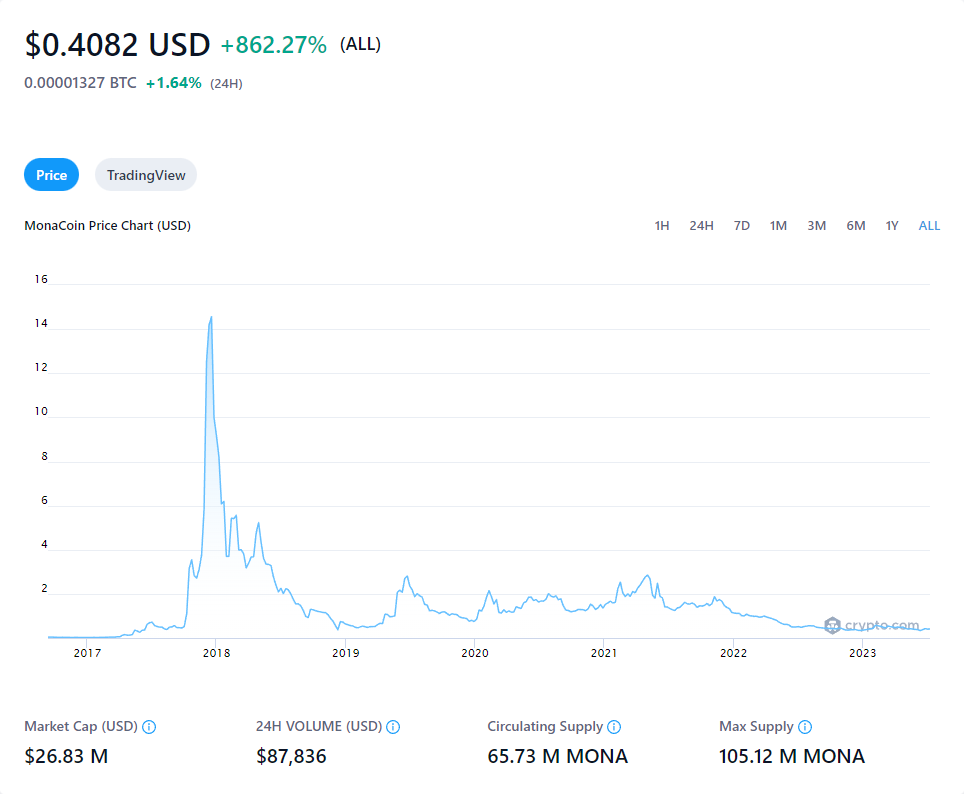 $0.4082 USD +862.27% (ALL)
0.00001327 BTC +1.64% (24H)
Price TradingView
MonaCoin Price Chart (USD) 1H 24H 7D 1M 3M 6M 1Y ALL
16
14
12
10
8
6
4
2
crypto.com
2017 2018 2019 2020 2021 2022 2023
Market Cap (USD) 24H VOLUME (USD) Circulating Supply Max Supply
$26.83 M $87,836 65.73 M MONA 105.12 M MONA